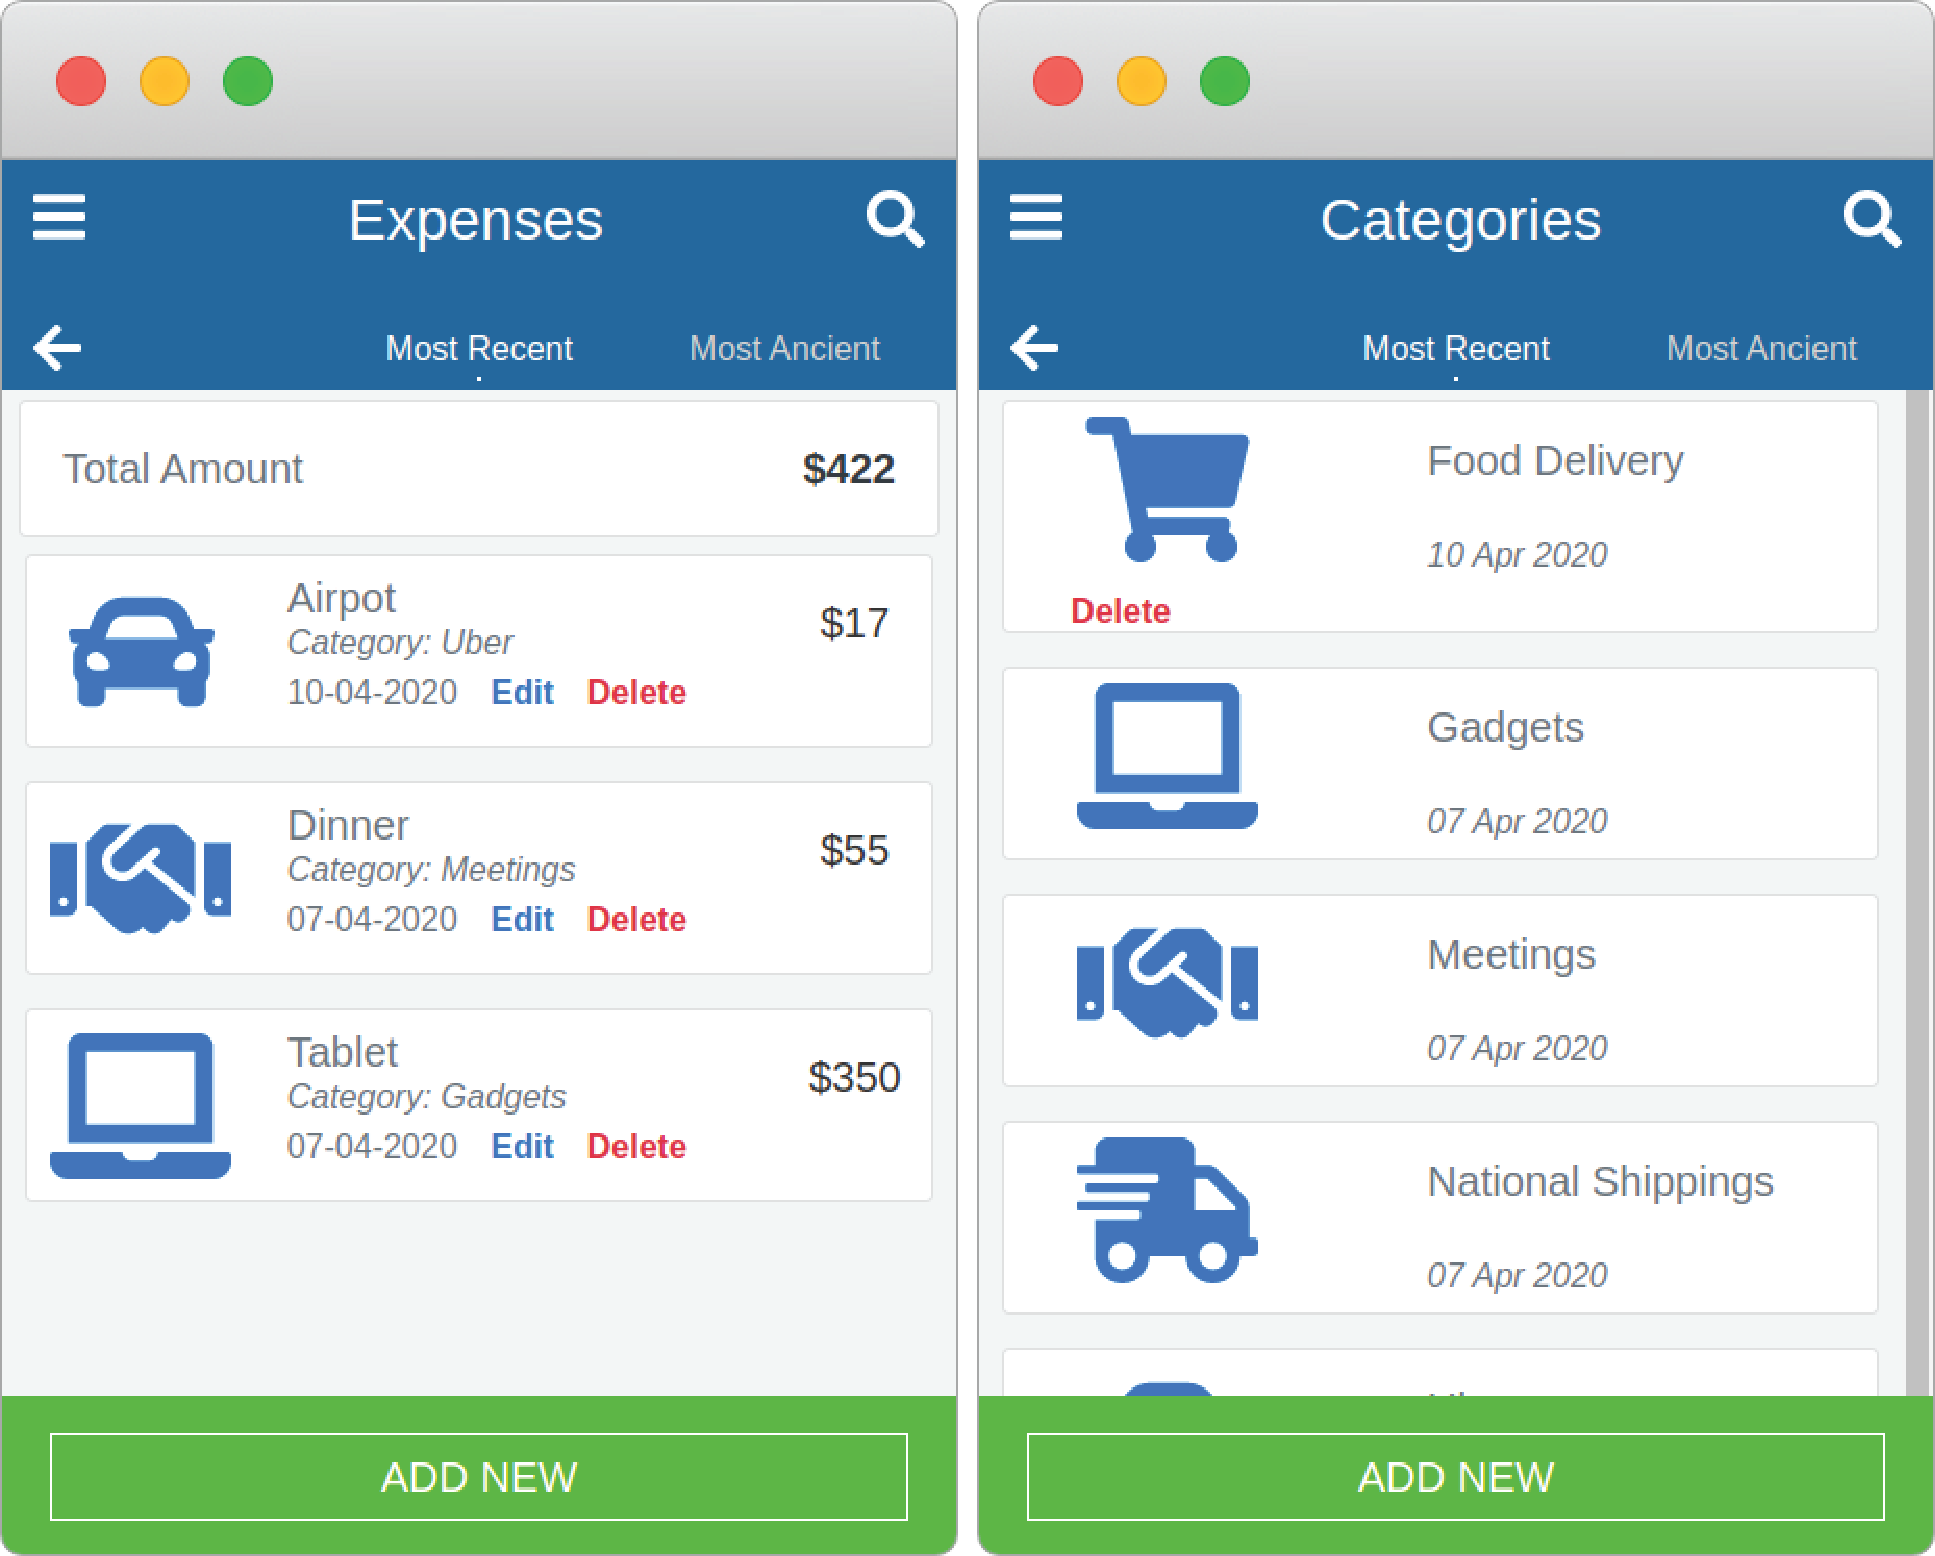 Expenses
Most Recent
Most Ancient
Total Amount
$422
Airpot
$17
Category: Uber
10-04-2020 Edit Delete
Dinner
$55
Category: Meetings
07-04-2020 Edit Delete
Tablet
$350
Category: Gadgets
07-04-2020 Edit Delete
ADD NEW
Categories
Most Recent
Most Ancient
Food Delivery
10 Apr 2020
Delete
Gadgets
07 Apr 2020
Meetings
07 Apr 2020
National Shippings
07 Apr 2020
ADD NEW